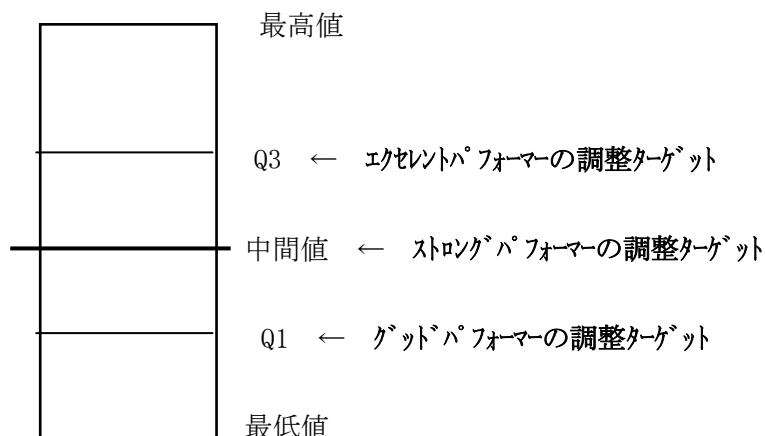 最高値
Q3 ← エクセレントパフォーマーの調整ターゲット
中間値 ← ストロングパフォーマーの調整ターゲット
Q1 ← グッドパフォーマーの調整ターゲット
最低値